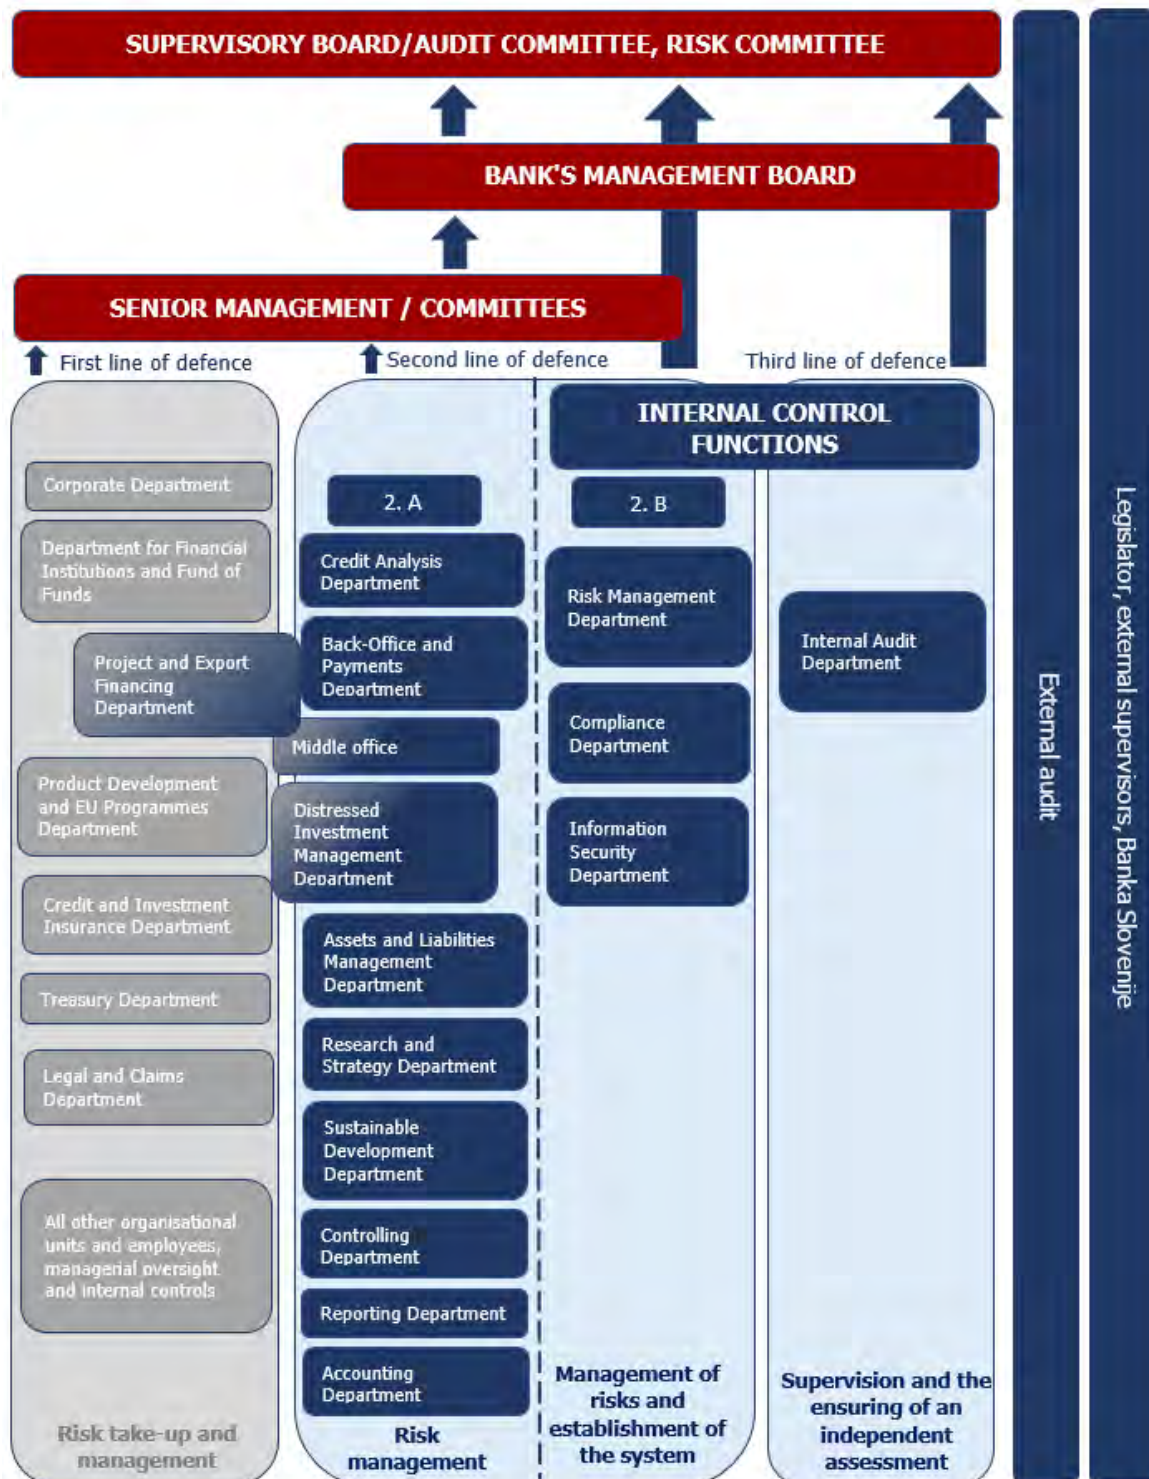 SUPERVISORY BOARD/AUDIT COMMITTEE, RISK COMMITTEE
BANK'S MANAGEMENT BOARD
SENIOR MANAGEMENT / COMMITTEES
First line of defence
Second line of defence
Third line of defence
INTERNAL CONTROL
FUNCTIONS
Corporate Department
Department for Financial
Institutions and Fund of
Funds
Project and Export
Financing
Department
Product Development
and EU Programmes
Department
Credit and Investment
Insurance Department
Treasury Department
Legal and Claims
Department
All other organisational
units and employees,
managerial oversight
and internal controls
Risk take-up and
management
2. A
Credit Analysis
Department
Back-Office and
Payments
Department
Middle office
Distressed
Investment
Management
Department
Assets and Liabilities
Management
Department
Research and
Strategy Department
Sustainable
Development
Department
Controlling
Department
Reporting Department
Accounting
Department
Risk
management
2. B
Risk Management
Department
Compliance
Department
Information
Security
Department
Management of
risks and
establishment of
the system
Internal Audit
Department
Supervision and the
ensuring of an
independent
assessment
External audit
Legislator, external supervisors, Banka Slovenije